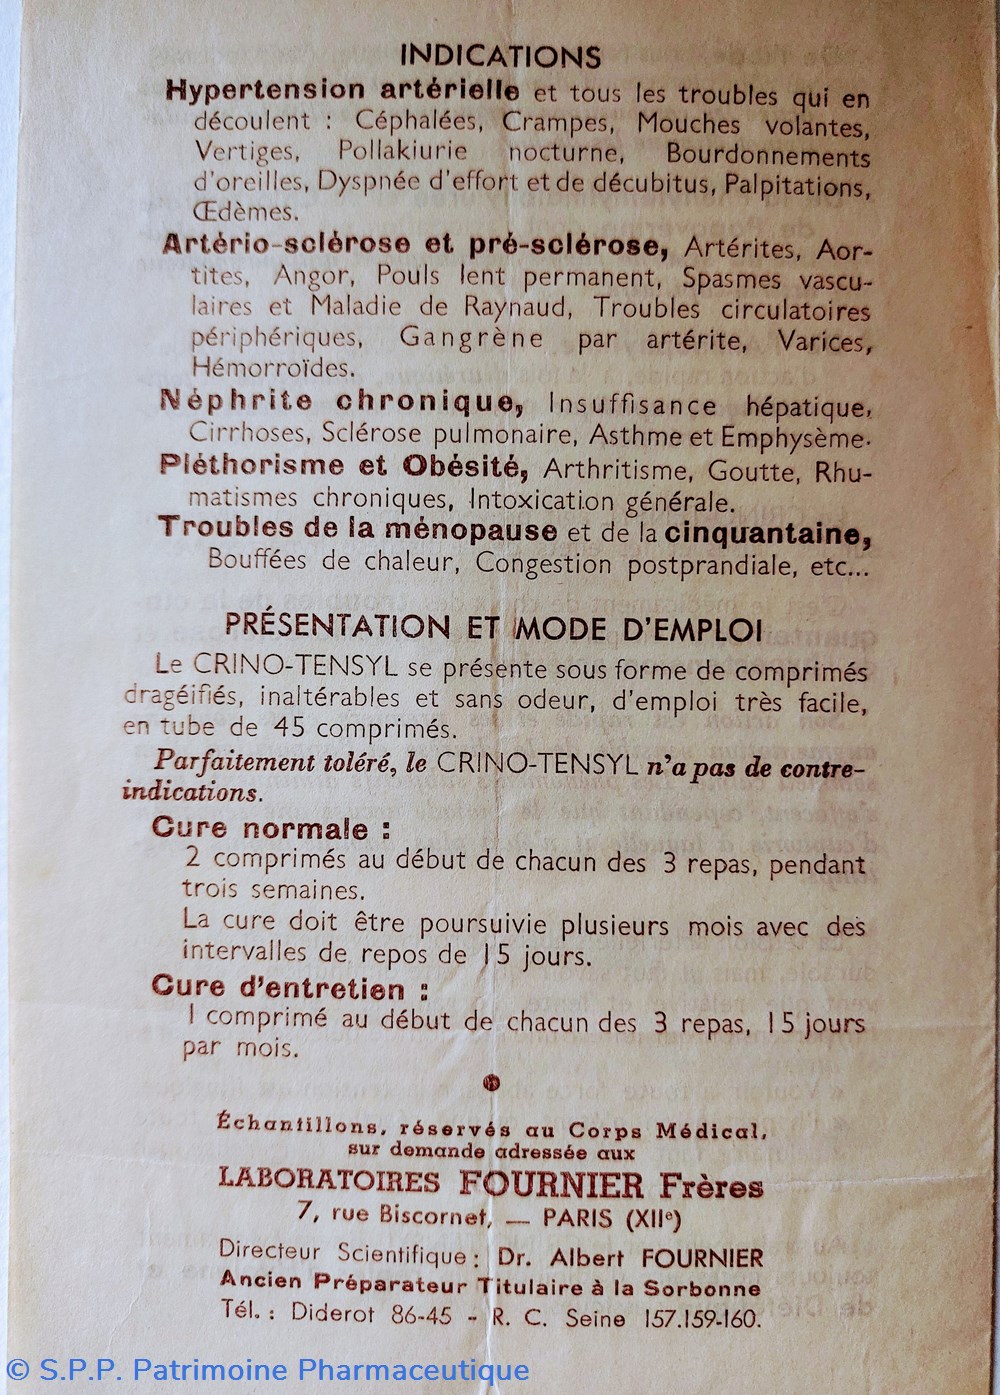 INDICATIONS
Hypertension artérielle et tous les troubles qui en
découlent : Céphalées, Crampes, Mouches volantes,
Vertiges, Pollakiurie nocturne, Bourdonnements
d'oreilles, Dyspnée d'effort et de décubitus, Palpitations,
Œdèmes.
Artério-sclérose et pré-sclérose, Artérites, Aor-
tites, Angor, Pouls lent permanent, Spasmes vascu-
laires et Maladie de Raynaud, Troubles circulatoires
périphériques, Gangrène par artérite, Varices,
Hémorroïdes.
Néphrite chronique, Insuffisance hépatique,
Cirrhoses, Sclérose pulmonaire, Asthme et Emphysème.
Pléthorisme et Obésité, Arthritisme, Goutte, Rhu-
matismes chroniques, Intoxication générale.
Troubles de la ménopause et de la cinquantaine,
Bouffées de chaleur, Congestion postprandiale, etc...
PRÉSENTATION ET MODE D'EMPLOI
Le CRINO-TENSYL se présente sous forme de comprimés
dragéifiés, inaltérables et sans odeur, d'emploi très facile,
en tube de 45 comprimés.
Parfaitement toléré, le CRINO-TENSYL n'a pas de contre-
indications.
Cure normale :
2 comprimés au début de chacun des 3 repas, pendant
trois semaines.
La cure doit être poursuivie plusieurs mois avec des
intervalles de repos de 15 jours.
Cure d'entretien :
1 comprimé au début de chacun des 3 repas, 15 jours
par mois.
Échantillons, réservés au Corps Médical,
sur demande adressée aux
LABORATOIRES FOURNIER Frères
7, rue Biscornet, — PARIS (XIIe)
Directeur Scientifique : Dr. Albert FOURNIER
Ancien Préparateur Titulaire à la Sorbonne
Tél. : Diderot 86-45 - R. C. Seine 157.159-160.
© S.P.P. Patrimoine Pharmaceutique